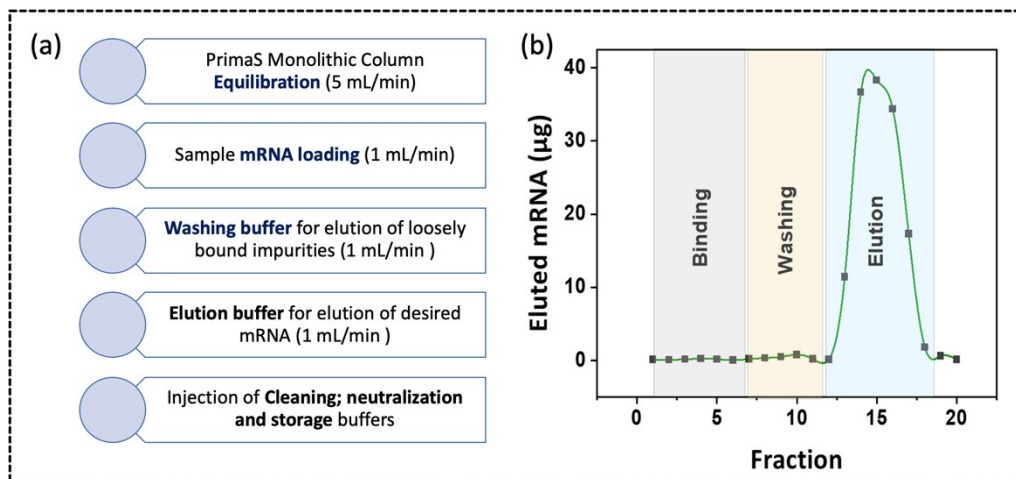 (a)
PrimaS Monolithic Column
Equilibration (5 mL/min)
Sample mRNA loading (1 mL/min)
Washing buffer for elution of loosely
bound impurities (1 mL/min )
Elution buffer for elution of desired
mRNA (1 mL/min )
Injection of Cleaning; neutralization
and storage buffers
(b)
Eluted mRNA (µg)
40
30
20
10
0
Binding
Washing
Elution
0
5
10
15
20
Fraction